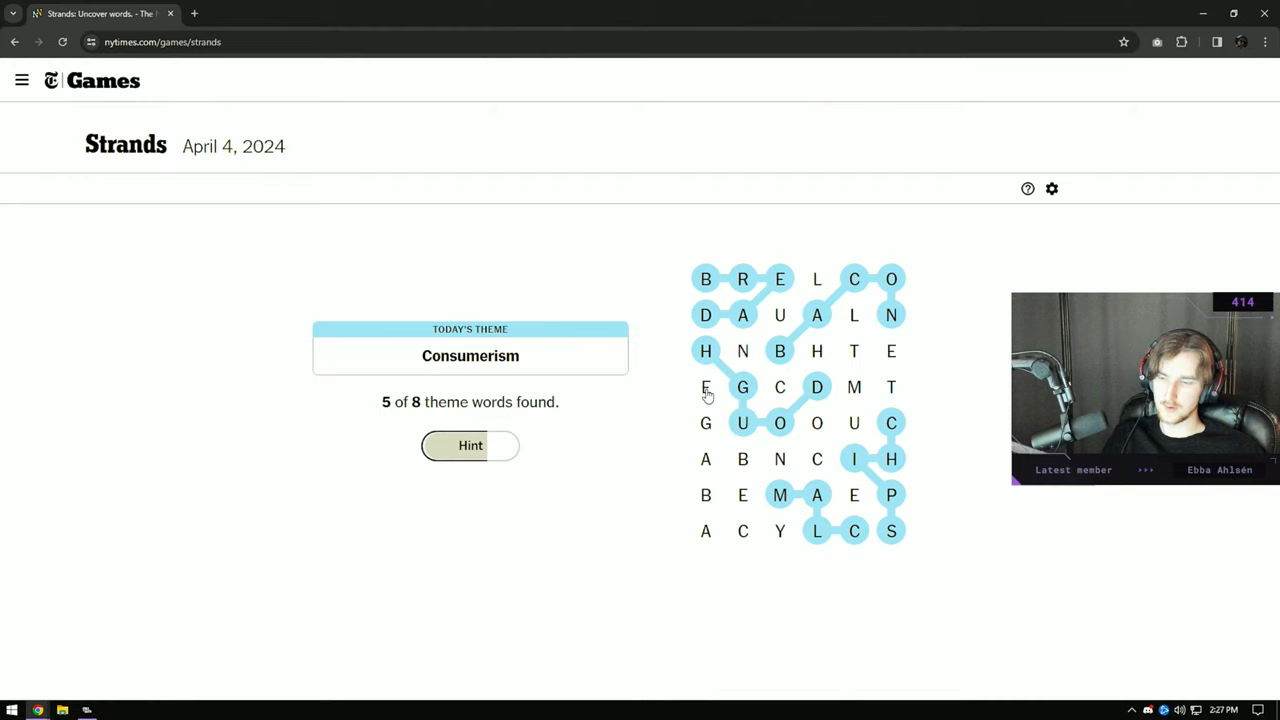 Strands: Uncover words. - The N
nytimes.com/games/strands
T Games
Strands April 4, 2024
TODAY'S THEME
Consumerism
5 of 8 theme words found.
Hint
B R E L C O
D A U A L N
H N B H T E
E G C D M T
G U O O U C
A B N C I H
B E M A E P
A C Y L C S
414
Latest member >>> Ebba Ahlsén
2:27 PM